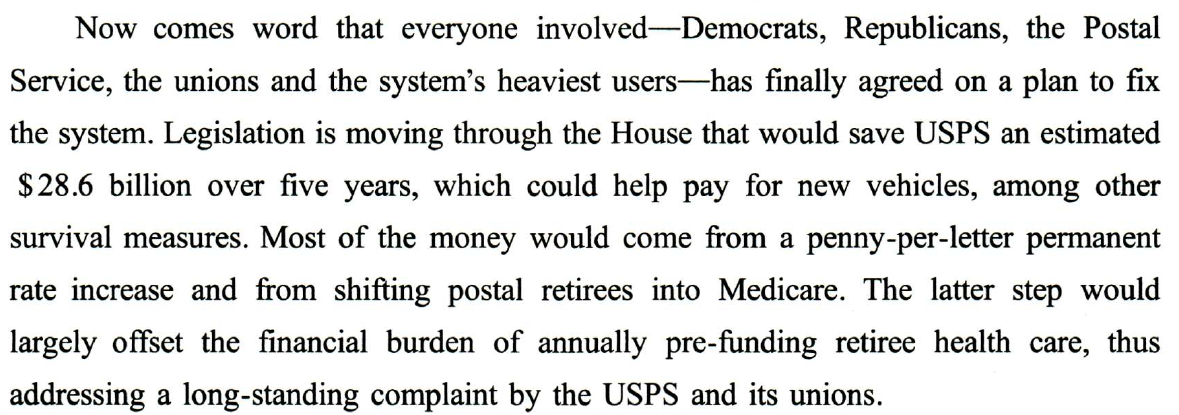 Now comes word that everyone involved—Democrats, Republicans, the Postal
Service, the unions and the system's heaviest users—has finally agreed on a plan to fix
the system. Legislation is moving through the House that would save USPS an estimated
$28.6 billion over five years, which could help pay for new vehicles, among other
survival measures. Most of the money would come from a penny-per-letter permanent
rate increase and from shifting postal retirees into Medicare. The latter step would
largely offset the financial burden of annually pre-funding retiree health care, thus
addressing a long-standing complaint by the USPS and its unions.